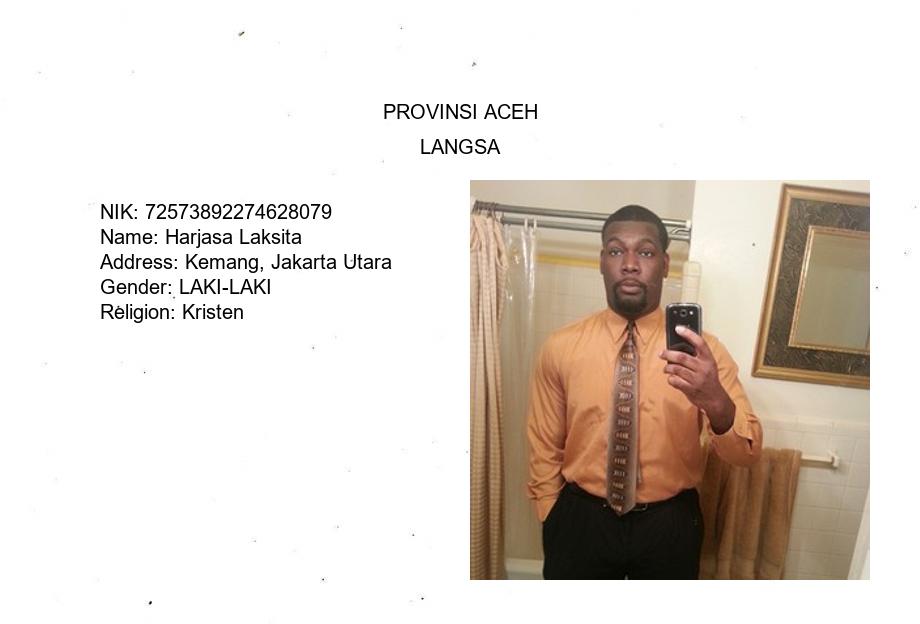 PROVINSI ACEH
LANGSA
NIK: 72573892274628079
Name: Harjasa Laksita
Address: Kemang, Jakarta Utara
Gender: LAKI-LAKI
Religion: Kristen